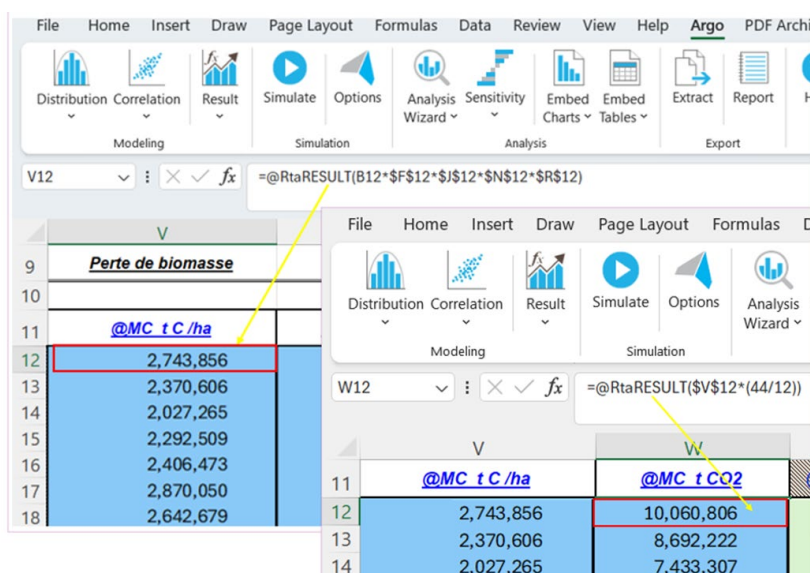 File Home Insert Draw Page Layout Formulas Data Review View Help Argo PDF Archi
Distribution Correlation Result Simulate Options Analysis Wizard Sensitivity Embed Charts Embed Tables Extract Report
Modeling Simulation Analysis Export
V12 fx =@RtaRESULT(B12*$F$12*$J$12*$N$12*$R$12)
V
9 Perte de biomasse
10
11 @MC t C /ha
12 2,743,856
13 2,370,606
14 2,027,265
15 2,292,509
16 2,406,473
17 2,870,050
18 2,642,679
File Home Insert Draw Page Layout Formulas
Distribution Correlation Result Simulate Options Analysis Wizard
Modeling Simulation
W12 fx =@RtaRESULT($V$12*(44/12))
V W
11 @MC t C /ha @MC t CO2
12 2,743,856 10,060,806
13 2,370,606 8,692,222
14 2,027,265 7,433,307